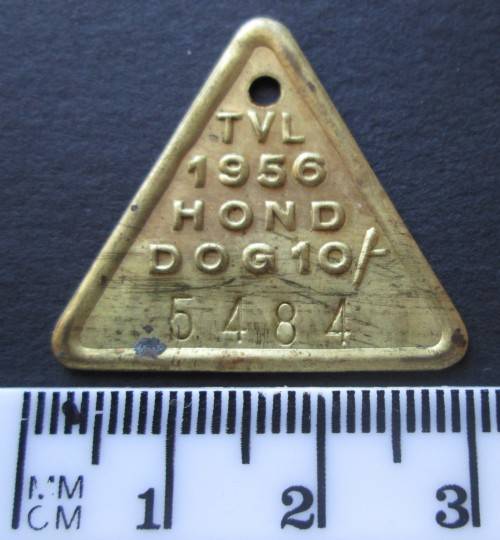 TVL
1956
HOND
DOG 10/-
5484
MM
CM 1 2 3